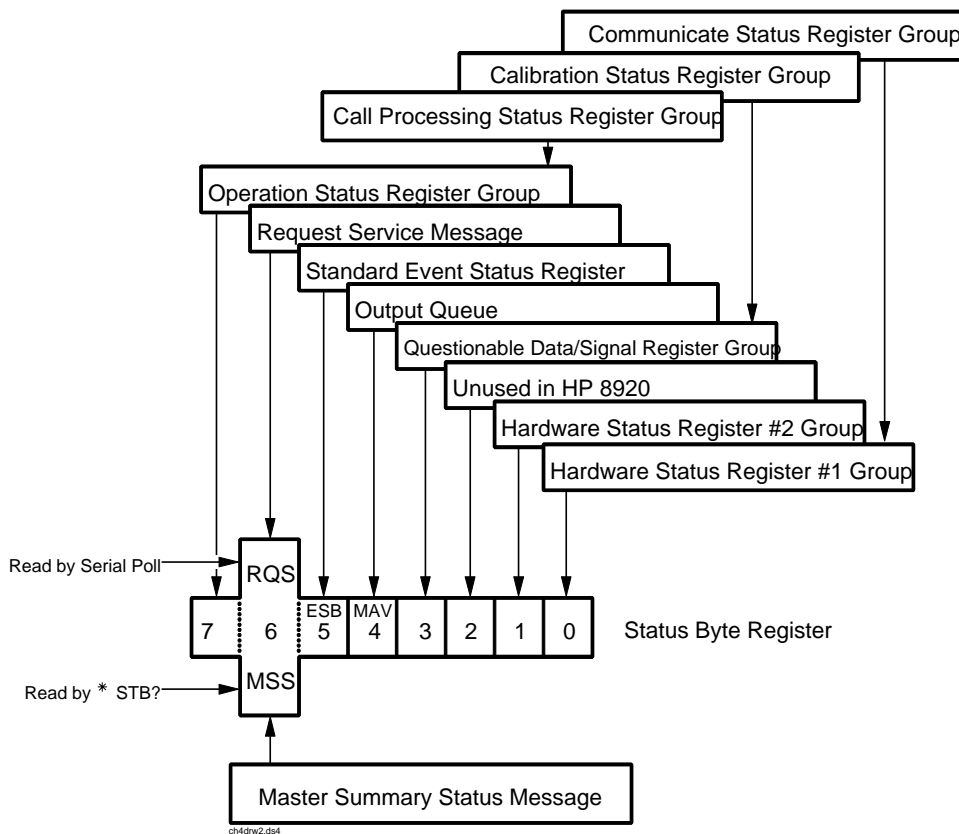 Communicate Status Register Group
Calibration Status Register Group
Call Processing Status Register Group
Operation Status Register Group
Request Service Message
Standard Event Status Register
Output Queue
Questionable Data/Signal Register Group
Unused in HP 8920
Hardware Status Register #2 Group
Hardware Status Register #1 Group
Read by Serial Poll
RQS
ESB MAV
7 6 5 4 3 2 1 0 Status Byte Register
MSS
Read by * STB?
Master Summary Status Message
ch4drw2.ds4